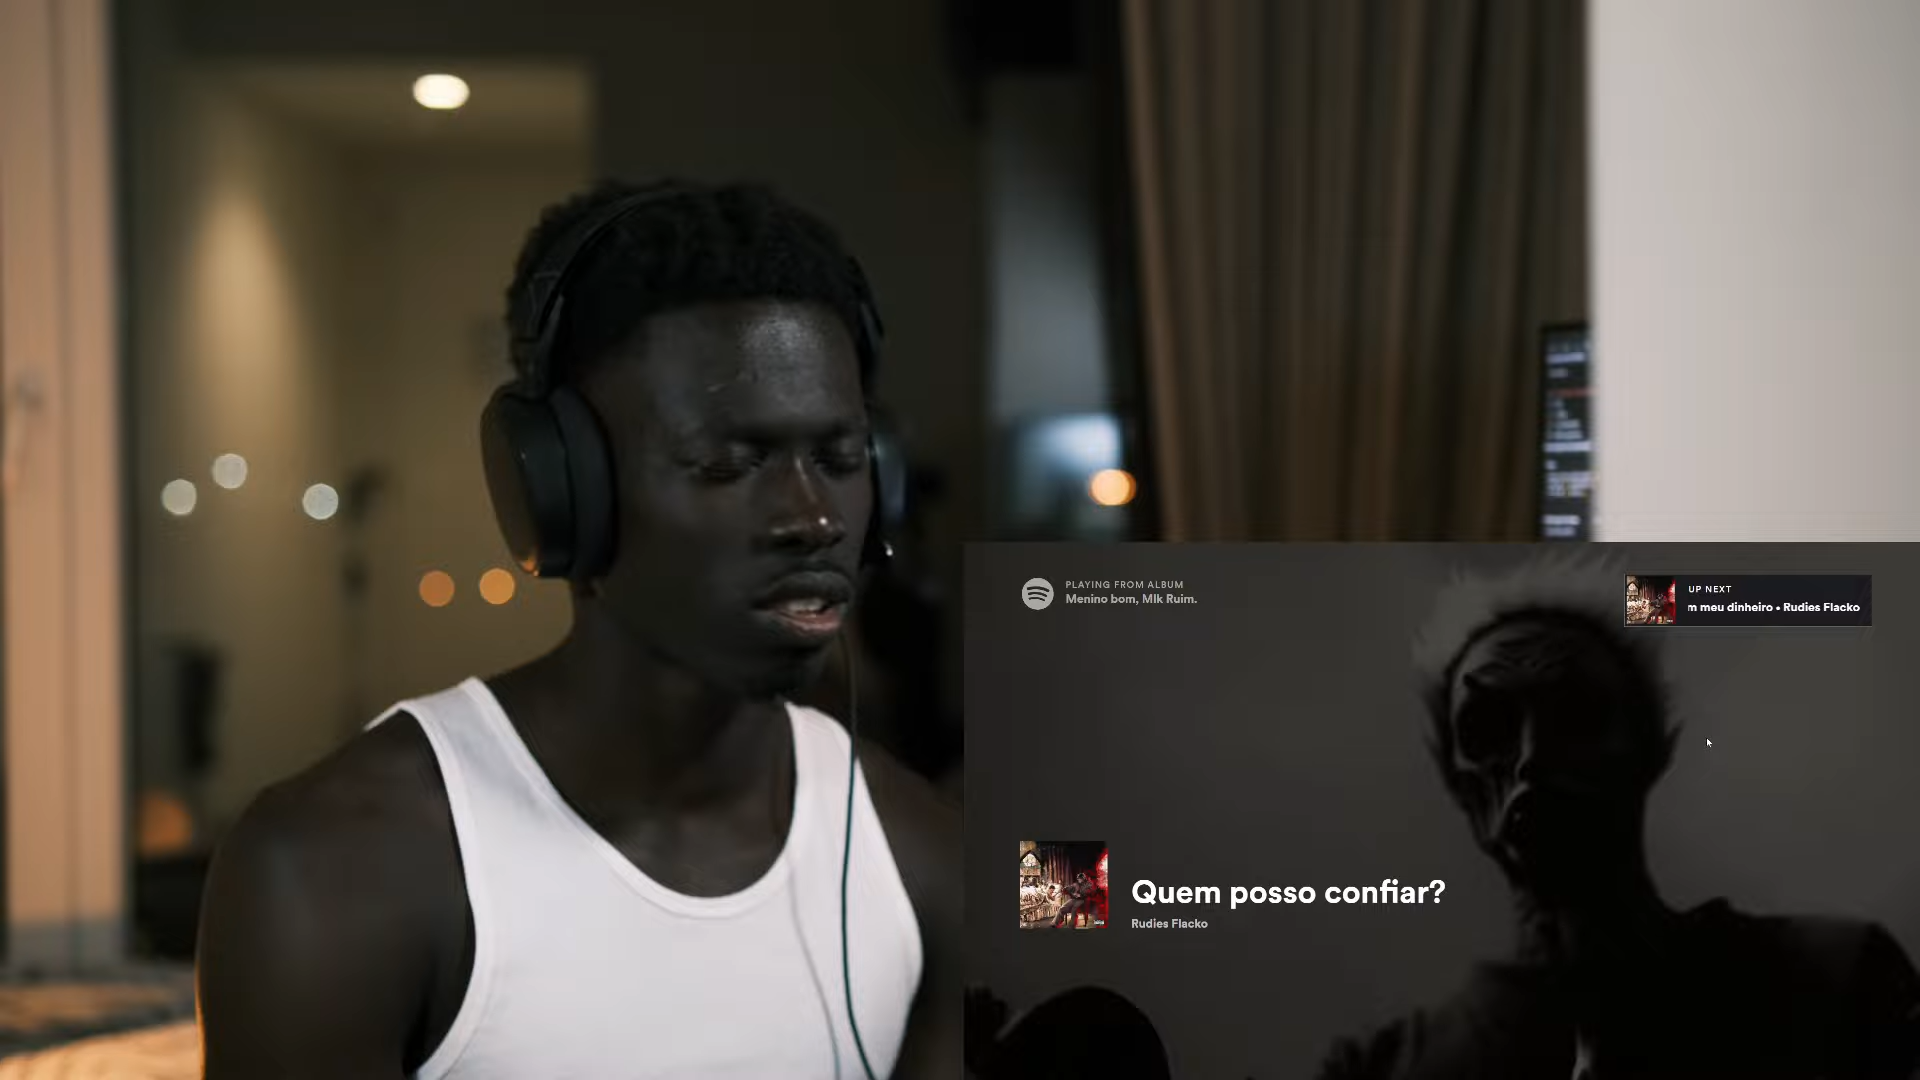 PLAYING FROM ALBUM
Menino bom, Mlk Ruim.
UP NEXT
m meu dinheiro • Rudies Flacko
Quem posso confiar?
Rudies Flacko